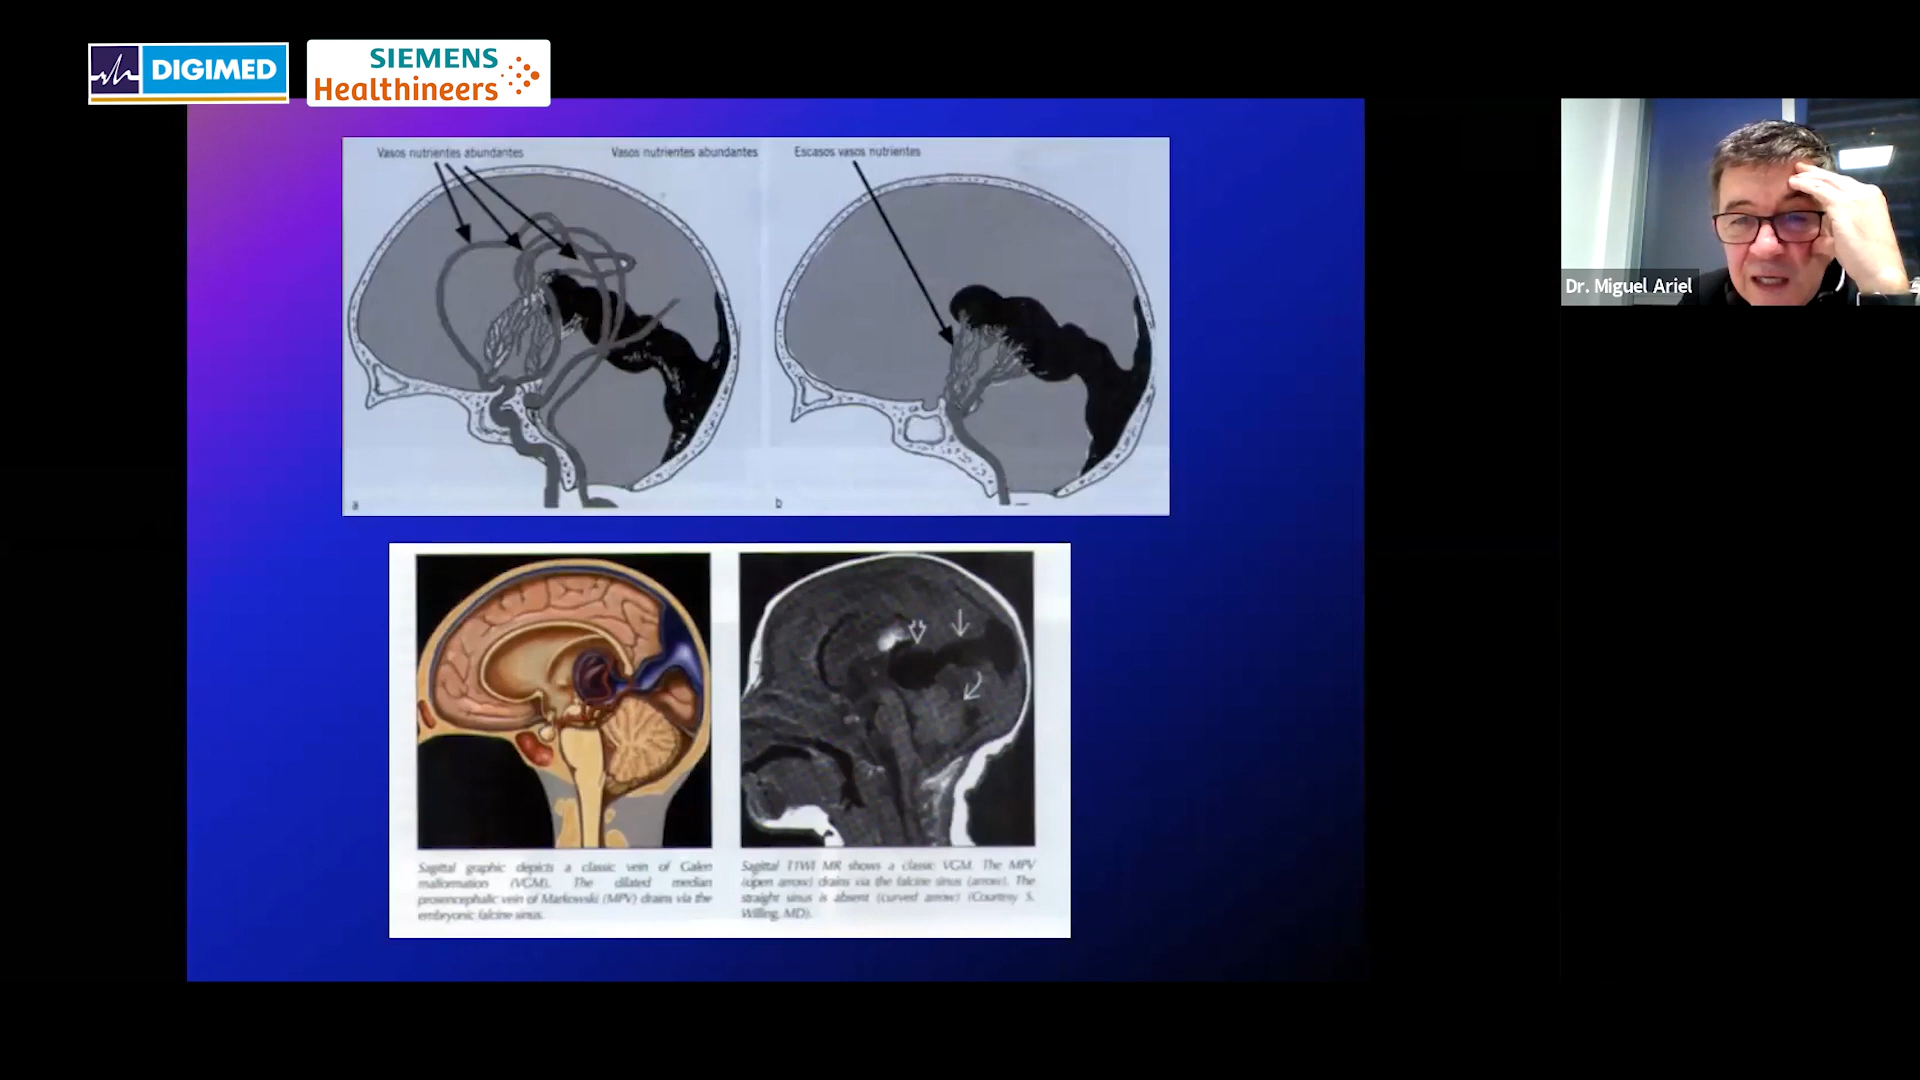 DIGIMED
SIEMENS
Healthineers
Vasos nutrientes abundantes
Vasos nutrientes abundantes
Escasos vasos nutrientes
a
b
Dr. Miguel Ariel
Sagittal graphic depicts a classic vein of Galen
malformation (VGM). The dilated median
prosencephalic vein of Markowski (MPV) drains via the
embryonic falcine sinus.
Sagittal T1WI MR shows a classic VGM. The MPV
(open arrow) drains via the falcine sinus (arrow). The
straight sinus is absent (curved arrow) (Courtesy S.
Willing, MD).